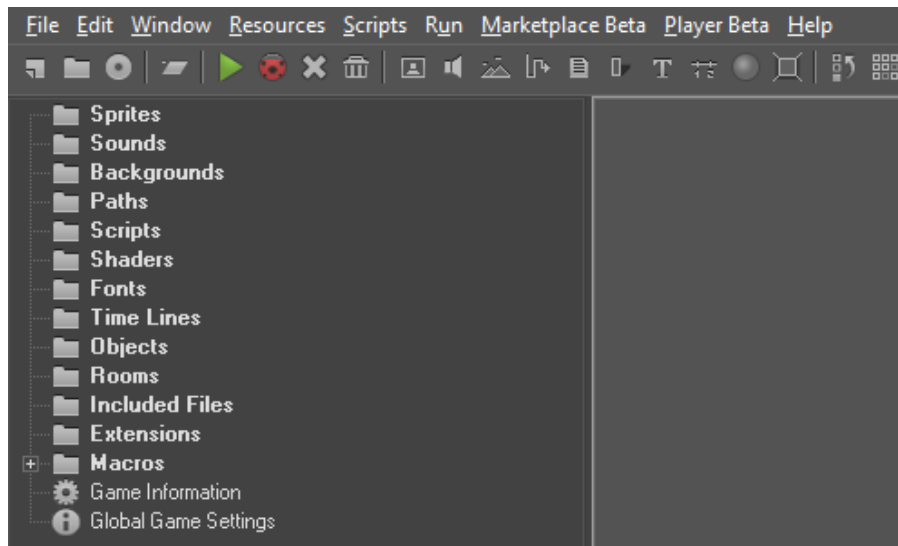 File Edit Window Resources Scripts Run Marketplace Beta Player Beta Help
T
Sprites
Sounds
Backgrounds
Paths
Scripts
Shaders
Fonts
Time Lines
Objects
Rooms
Included Files
Extensions
Macros
Game Information
Global Game Settings